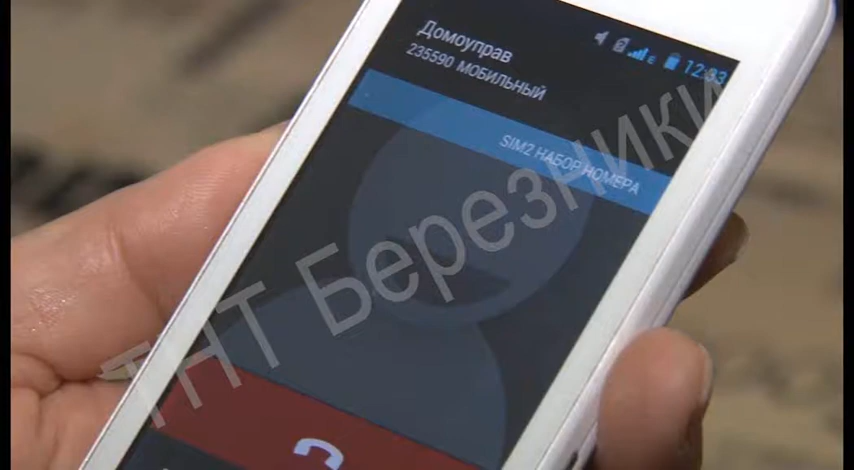 12:33
Домоуправ
235590 МОБИЛЬНЫЙ
SIM2 НАБОР НОМЕРА
ТНТ Березники